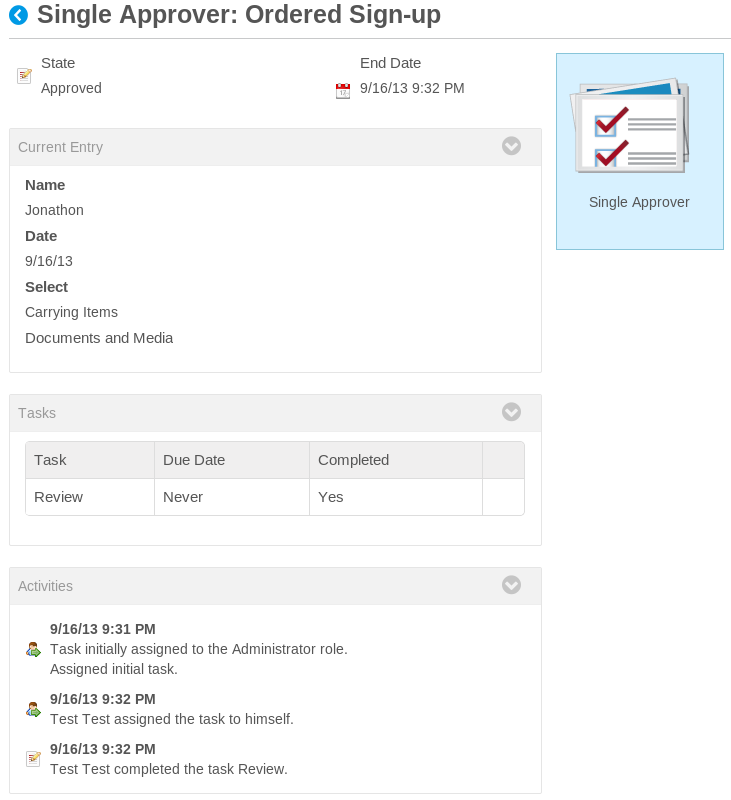 Single Approver: Ordered Sign-up
State
Approved
End Date
9/16/13 9:32 PM
Single Approver
Current Entry
Name
Jonathon
Date
9/16/13
Select
Carrying Items
Documents and Media
Tasks
Task Due Date Completed
Review Never Yes
Activities
9/16/13 9:31 PM
Task initially assigned to the Administrator role.
Assigned initial task.
9/16/13 9:32 PM
Test Test assigned the task to himself.
9/16/13 9:32 PM
Test Test completed the task Review.